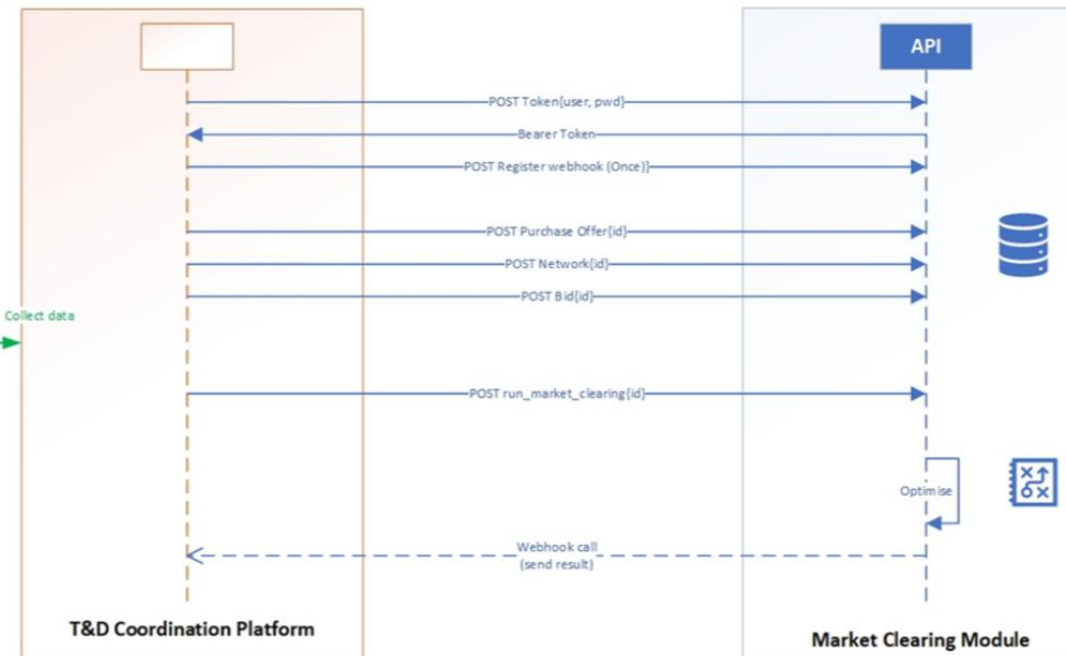 API
POST Token{user, pwd}
Bearer Token
POST Register webhook (Once)]
POST Purchase Offer{id}
POST Network{id}
POST Bid{id}
Collect data
POST run_market_clearing{id}
Optimise
Webhook call
(send result)
T&D Coordination Platform
Market Clearing Module